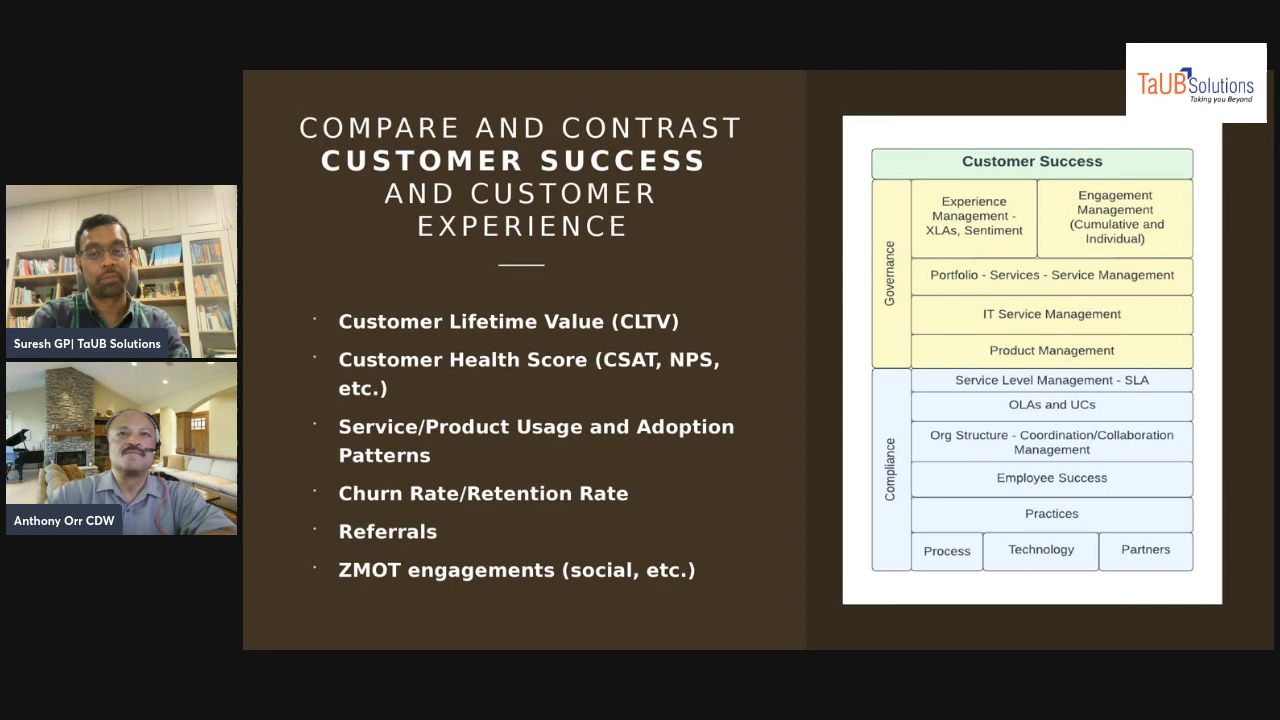 TaUBSolutions
Taking you Beyond
COMPARE AND CONTRAST
CUSTOMER SUCCESS
AND CUSTOMER
EXPERIENCE
· Customer Lifetime Value (CLTV)
· Customer Health Score (CSAT, NPS,
etc.)
· Service/Product Usage and Adoption
Patterns
· Churn Rate/Retention Rate
· Referrals
· ZMOT engagements (social, etc.)
Customer Success
Governance
Experience
Management -
XLAs, Sentiment
Engagement
Management
(Cumulative and
Individual)
Portfolio - Services - Service Management
IT Service Management
Product Management
Compliance
Service Level Management - SLA
OLAs and UCs
Org Structure - Coordination/Collaboration
Management
Employee Success
Practices
Process
Technology
Partners
Suresh GP| TaUB Solutions
Anthony Orr CDW